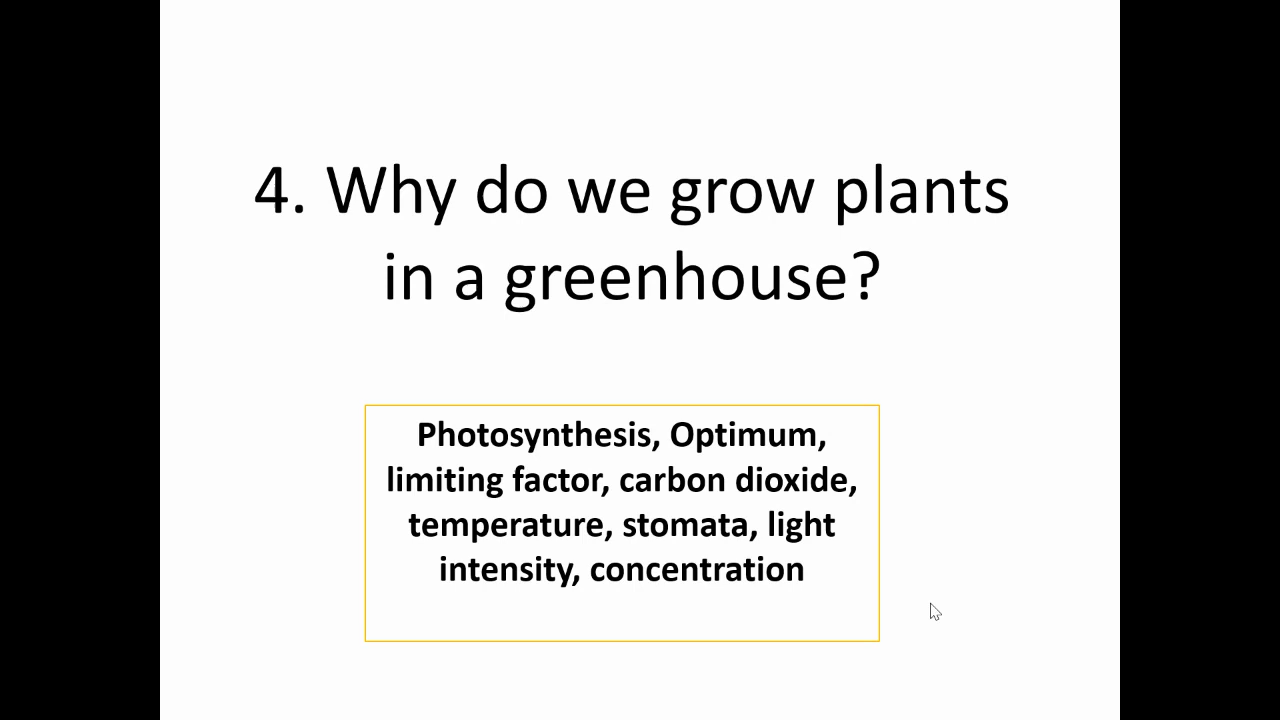 4. Why do we grow plants
in a greenhouse?
Photosynthesis, Optimum,
limiting factor, carbon dioxide,
temperature, stomata, light
intensity, concentration